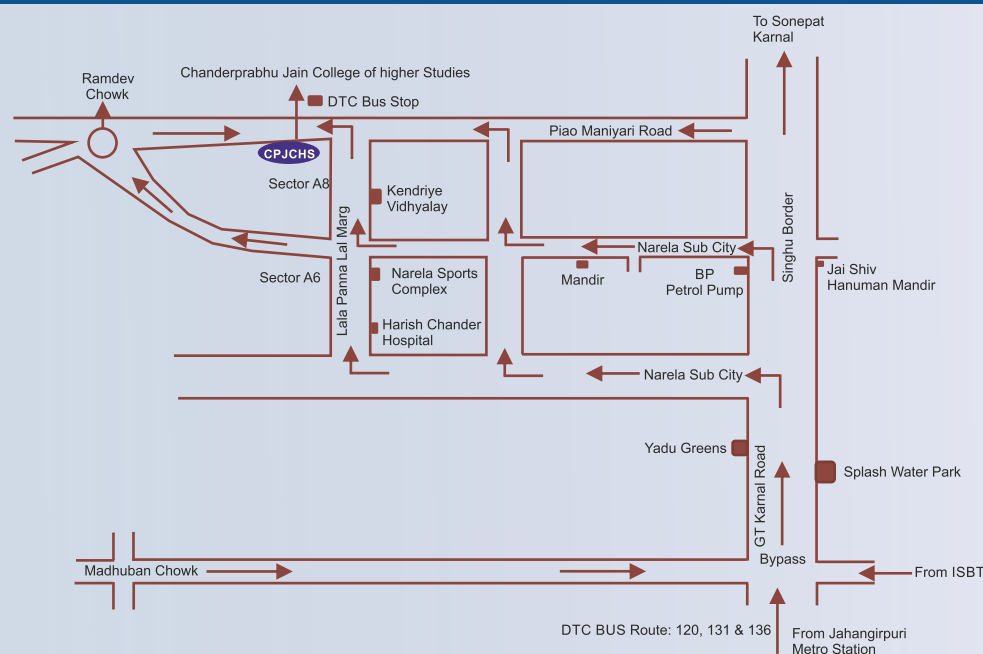 To Sonepat
Karnal
Ramdev
Chowk
Chanderprabhu Jain College of higher Studies
DTC Bus Stop
Piao Maniyari Road
CPJCHS
Sector A8
Kendriye
Vidhyalay
Lala Panna Lal Marg
Singhu Border
Narela Sub City
Sector A6
Narela Sports
Complex
Mandir
BP
Petrol Pump
Jai Shiv
Hanuman Mandir
Harish Chander
Hospital
Narela Sub City
Yadu Greens
GT Karnal Road
Splash Water Park
Bypass
Madhuban Chowk
From ISBT
DTC BUS Route: 120, 131 & 136
From Jahangirpuri
Metro Station